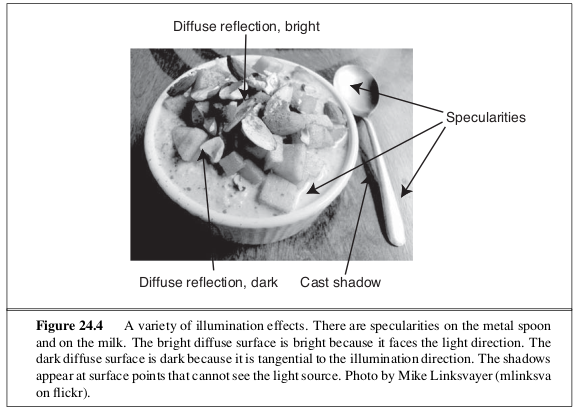 Diffuse reflection, bright
Specularities
Diffuse reflection, dark Cast shadow
Figure 24.4 A variety of illumination effects. There are specularities on the metal spoon
and on the milk. The bright diffuse surface is bright because it faces the light direction. The
dark diffuse surface is dark because it is tangential to the illumination direction. The shadows
appear at surface points that cannot see the light source. Photo by Mike Linksvayer (mlinksva
on flickr).